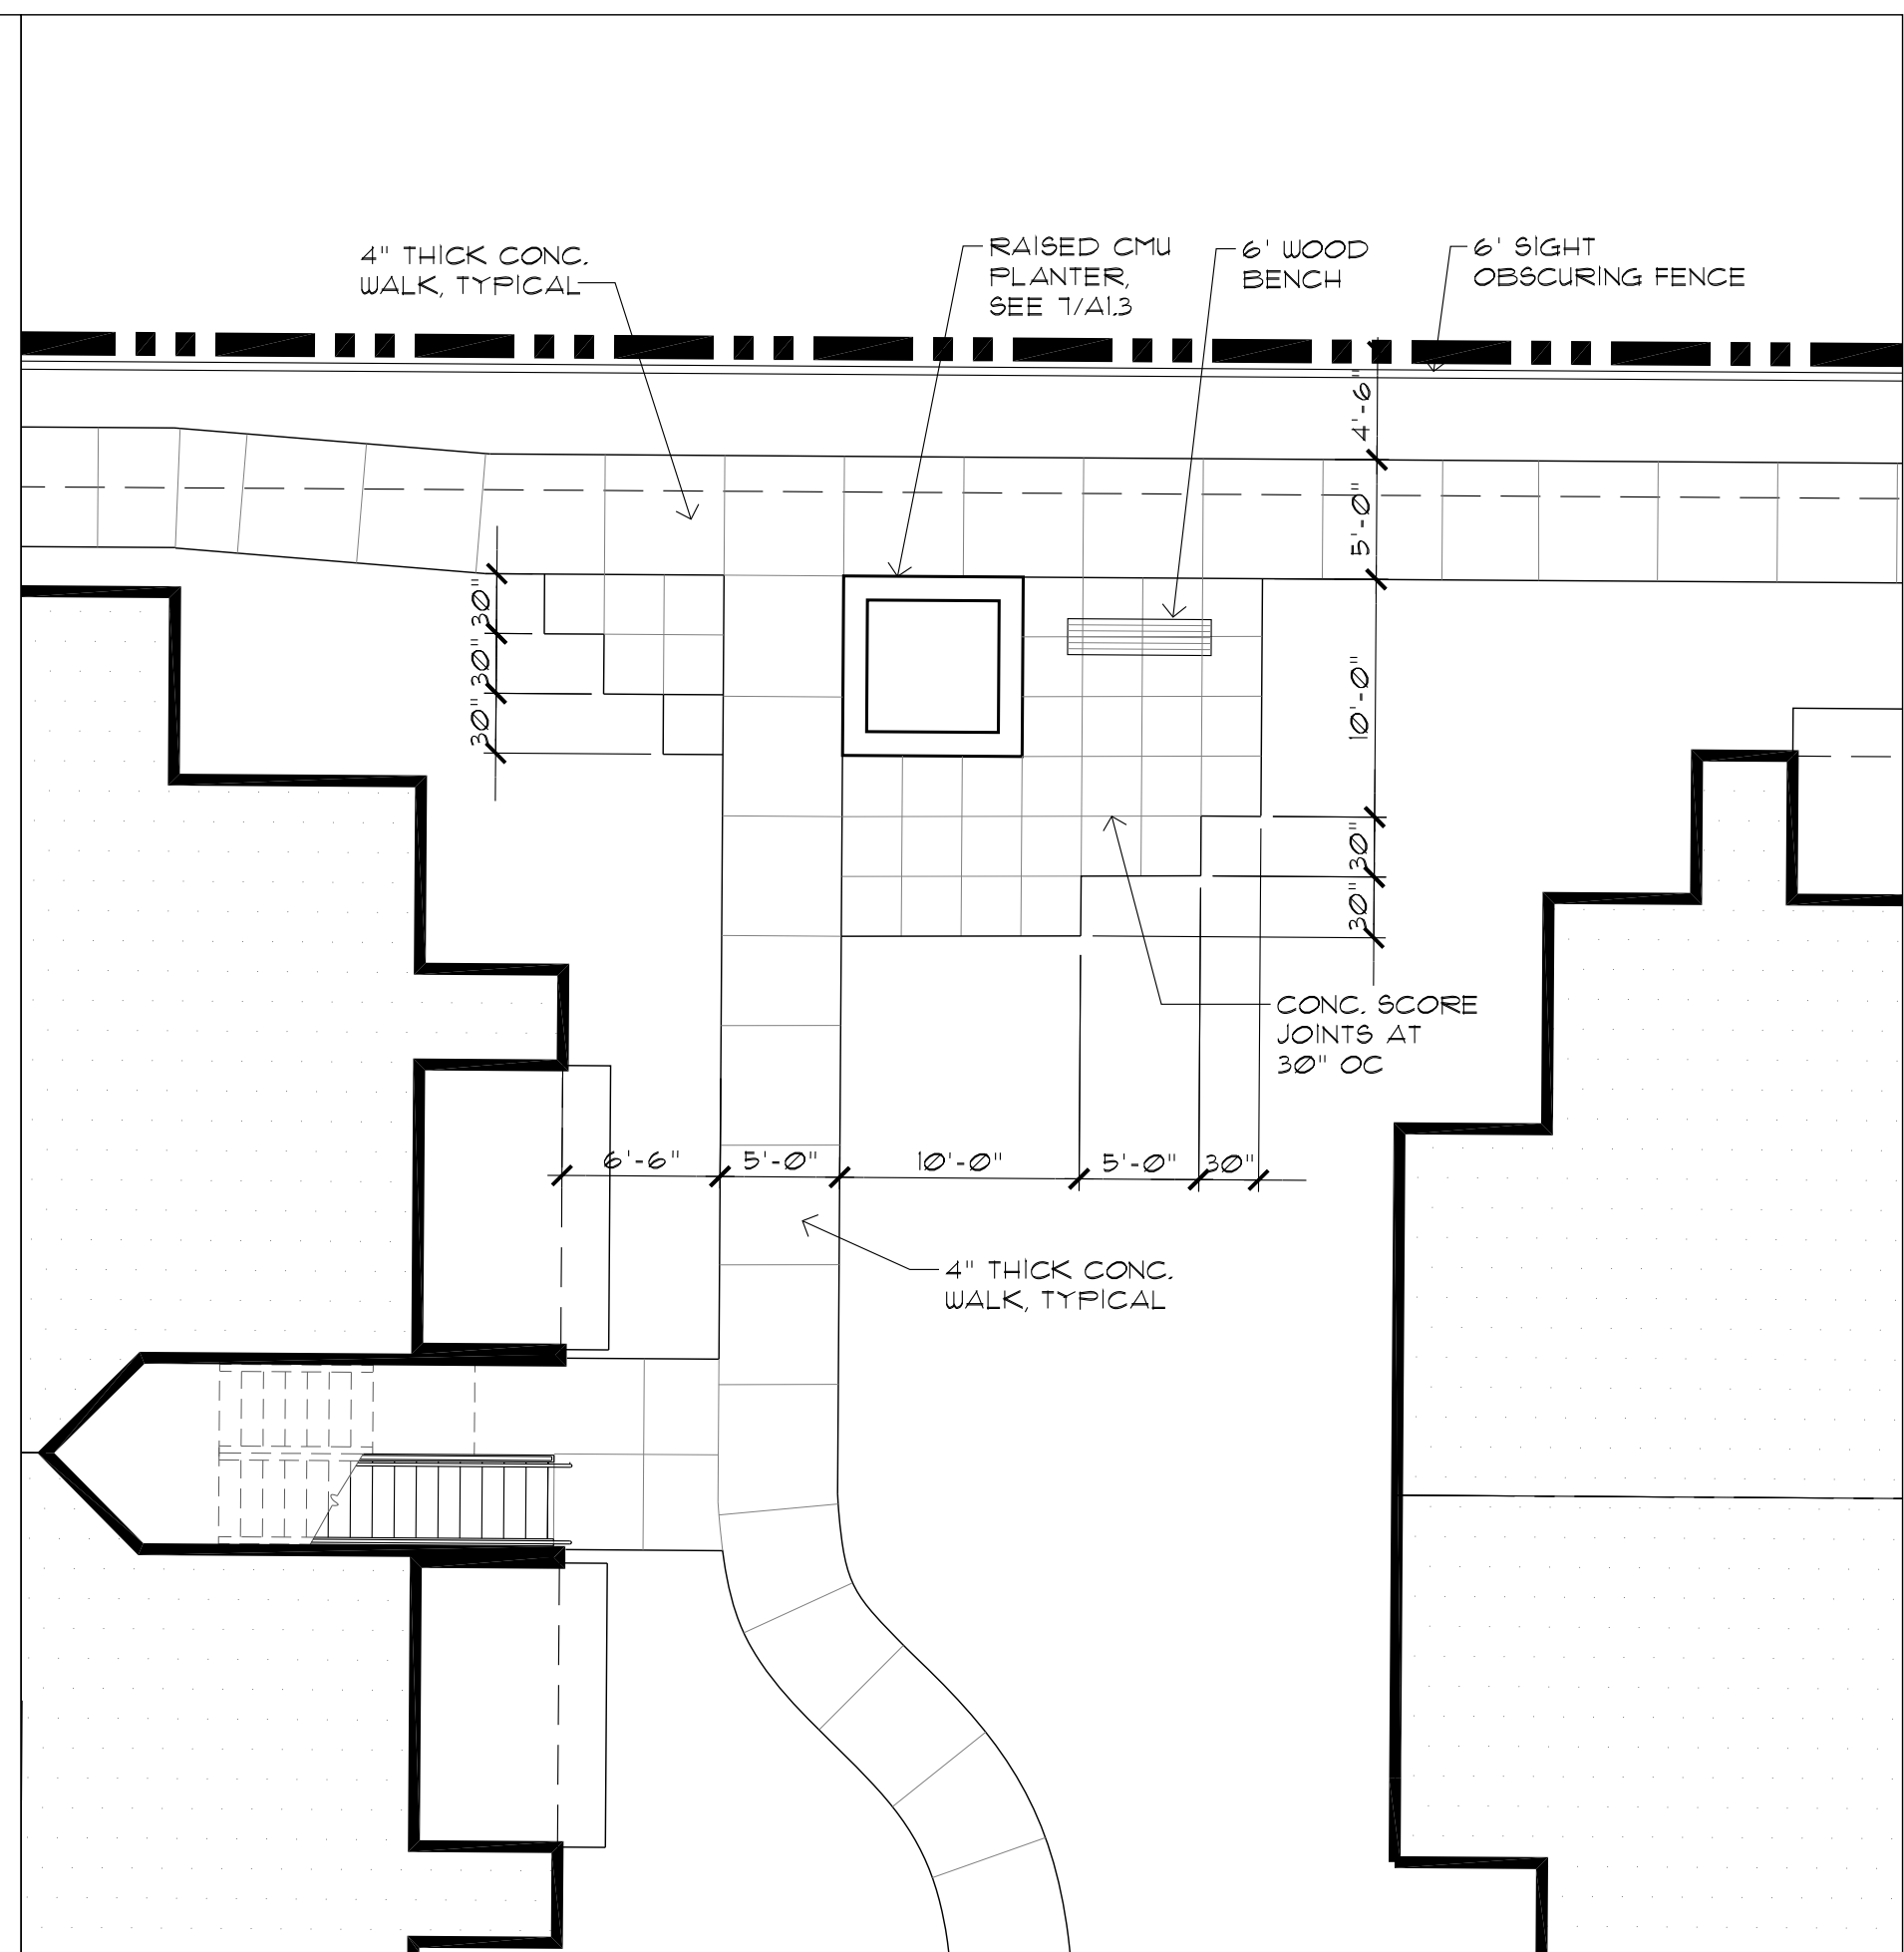 4" THICK CONC.
WALK, TYPICAL
RAISED CMU
PLANTER,
SEE 7/A1.3
6' WOOD
BENCH
6' SIGHT
OBSCURING FENCE
4'-6"
5'-0"
10'-0"
30"
30"
30"
30"
30"
CONC. SCORE
JOINTS AT
30" OC
6'-6"
5'-0"
10'-0"
5'-0"
30"
4" THICK CONC.
WALK, TYPICAL